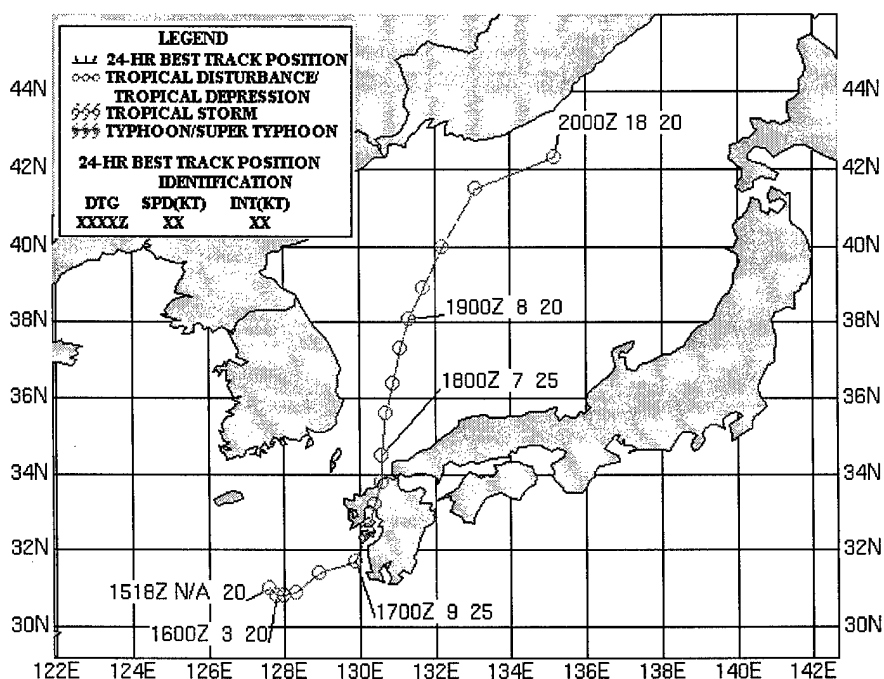 LEGEND
24-HR BEST TRACK POSITION
TROPICAL DISTURBANCE/
TROPICAL DEPRESSION
TROPICAL STORM
TYPHOON/SUPER TYPHOON
24-HR BEST TRACK POSITION
IDENTIFICATION
DTG SPD(KT) INT(KT)
XXXXZ XX XX
44N 44N
2000Z 18 20
42N 42N
40N 40N
1900Z 8 20
38N 38N
1800Z 7 25
36N 36N
34N 34N
32N 32N
1518Z N/A 20
1700Z 9 25
30N 30N
1600Z 3 20
122E 124E 126E 128E 130E 132E 134E 136E 138E 140E 142E